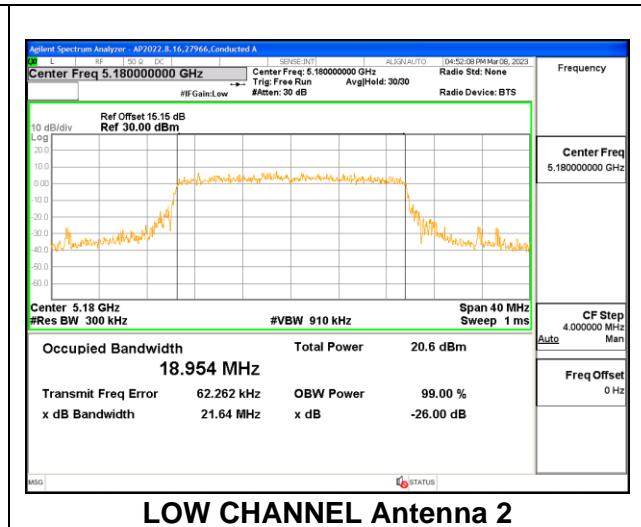 Agilent Spectrum Analyzer - AP2022.8.16,27966,Conducted A
L RF 50 Ω DC SENSE:INT ALIGN AUTO 04:52:08 PM Mar 08, 2023
Center Freq 5.180000000 GHz
Center Freq: 5.180000000 GHz
Radio Std: None
Trig: Free Run Avg|Hold: 30/30
#IFGain:Low #Atten: 30 dB Radio Device: BTS
Frequency
Ref Offset 15.15 dB
10 dB/div Ref 30.00 dBm
Log
20.0
10.0
0.00
-10.0
-20.0
-30.0
-40.0
-50.0
-60.0
Center Freq
5.180000000 GHz
Center 5.18 GHz Span 40 MHz
#Res BW 300 kHz #VBW 910 kHz Sweep 1 ms
CF Step
4.000000 MHz
Auto Man
Occupied Bandwidth Total Power 20.6 dBm
18.954 MHz
Transmit Freq Error 62.262 kHz OBW Power 99.00 %
x dB Bandwidth 21.64 MHz x dB -26.00 dB
Freq Offset
0 Hz
MSG STATUS
LOW CHANNEL Antenna 2